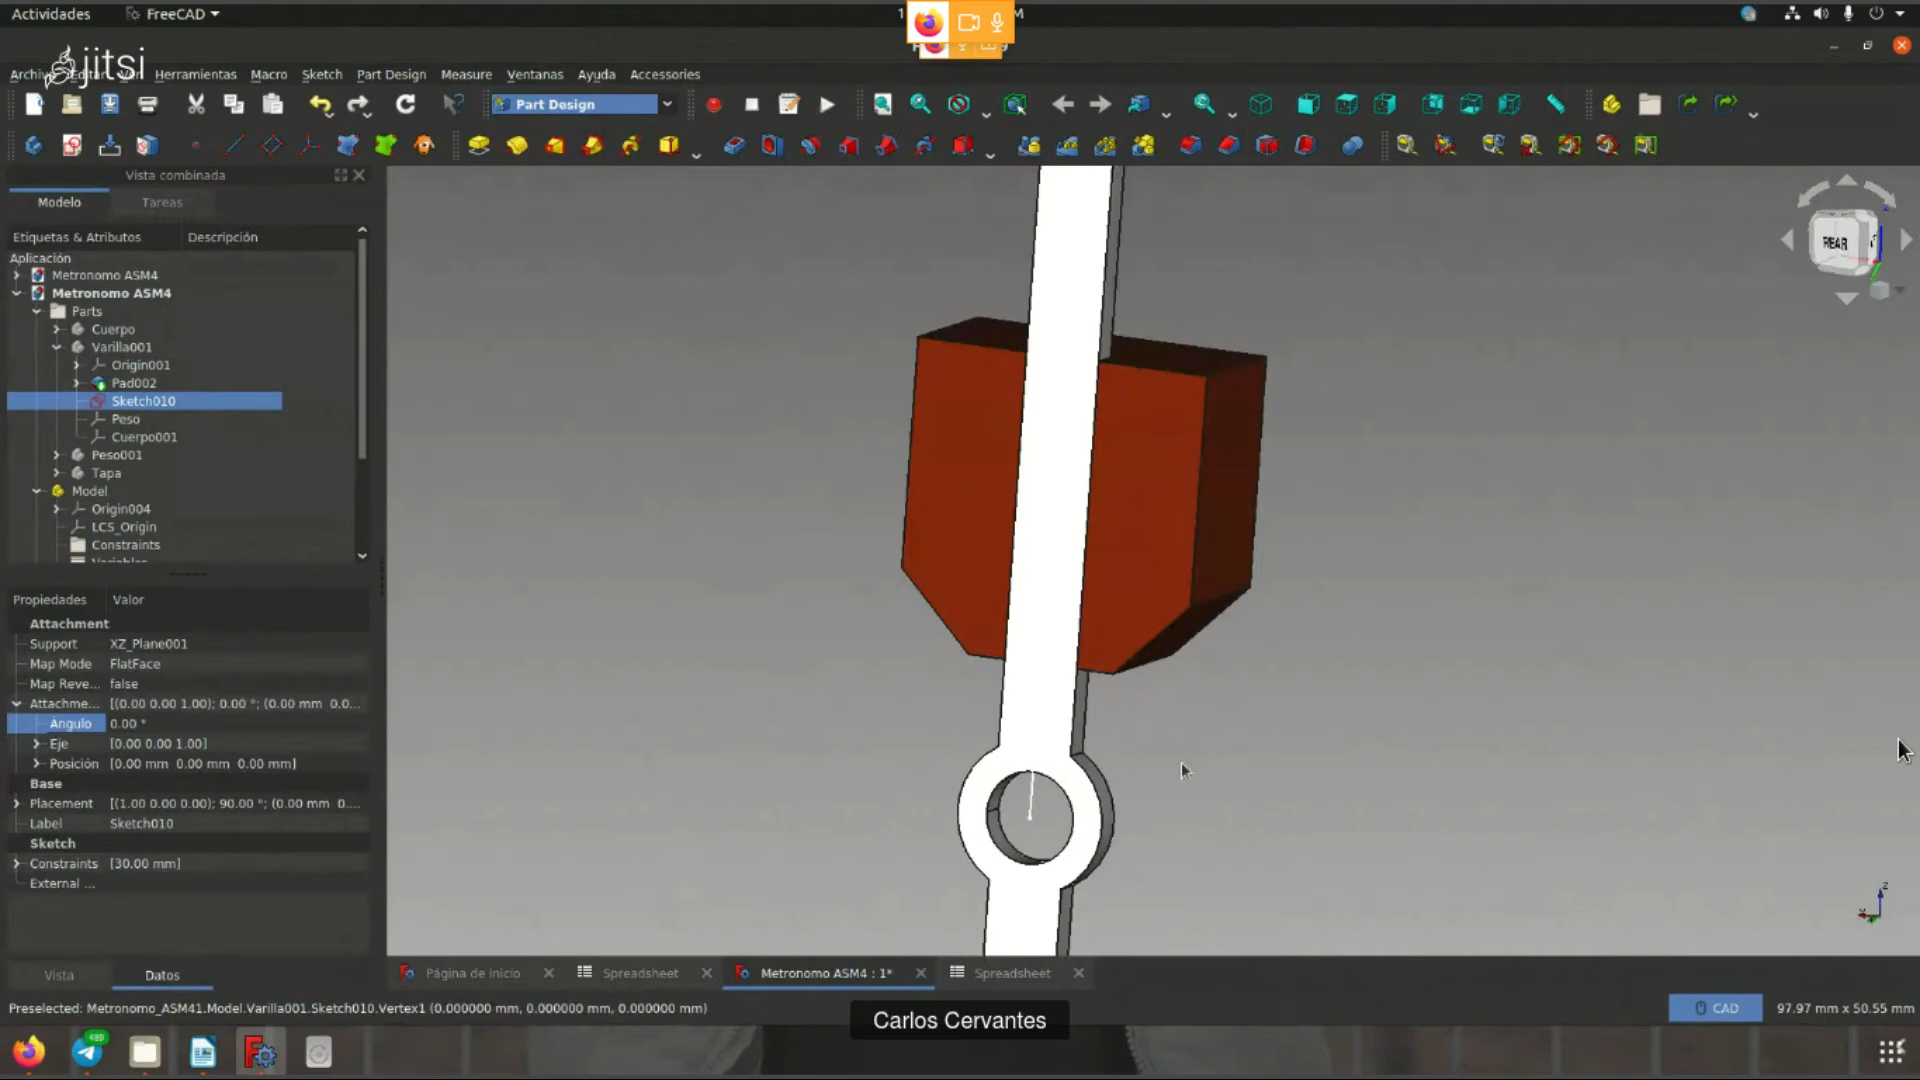 Actividades
FreeCAD
jitsi
Herramientas
Macro
Sketch
Part Design
Measure
Ventanas
Ayuda
Accessories
Part Design
Vista combinada
Modelo
Tareas
Etiquetas & Atributos
Descripción
Aplicación
Metronomo ASM4
Metronomo ASM4
Parts
Cuerpo
Varilla001
Origin001
Pad002
Sketch010
Peso
Cuerpo001
Peso001
Tapa
Model
Origin004
LCS_Origin
Constraints
REAR
Propiedades
Valor
Attachment
Support XZ_Plane001
Map Mode FlatFace
Map Reve... false
Attachme... [(0.00 0.00 1.00); 0.00 °; (0.00 mm 0.0...
Ángulo 0.00 °
Eje [0.00 0.00 1.00]
Posición [0.00 mm 0.00 mm 0.00 mm]
Base
Placement [(1.00 0.00 0.00); 90.00 °; (0.00 mm 0....
Label Sketch010
Sketch
Constraints [30.00 mm]
External ...
Z
Vista
Datos
Página de inicio
Spreadsheet
Metronomo ASM4 : 1*
Spreadsheet
Preselected: Metronomo_ASM41.Model.Varilla001.Sketch010.Vertex1 (0.000000 mm, 0.000000 mm, 0.000000 mm)
CAD
97.97 mm x 50.55 mm
Carlos Cervantes
489